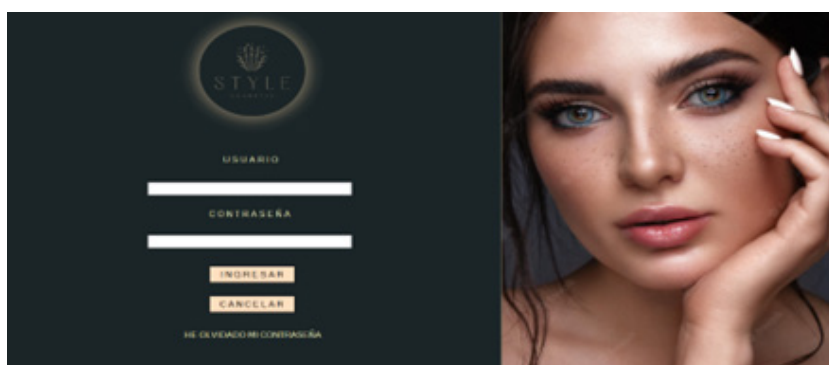 STYLE
USUARIO
CONTRASEÑA
INGRESAR
CANCELAR
HE OLVIDADO MI CONTRASEÑA